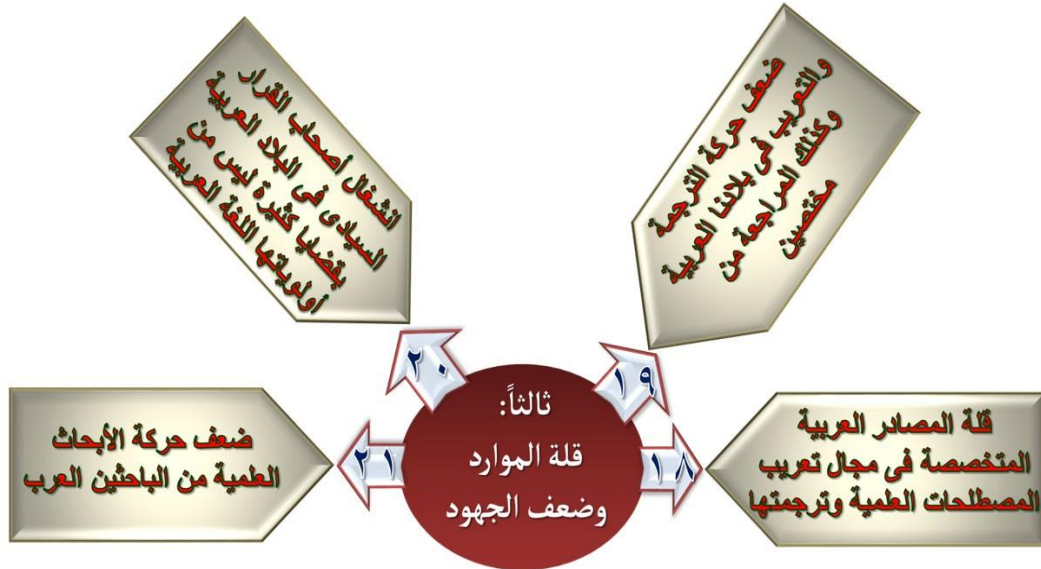 ثالثاً:
قلة الموارد
وضعف الجهود
١٨
قلة المصادر العربية
المتخصصة فى مجال تعريب
المصطلحات العلمية وترجمتها
١٩
ضعف حركة الترجمة
والتعريب فى بلادنا العربية
وكذلك المراجعة من
مختصين
٢٠
انشغال أصحاب القرار
السيادى فى البلاد العربية
بقضايا كثيرة ليس من
أولويتها اللغة العربية
٢١
ضعف حركة الأبحاث
العلمية من الباحثين العرب